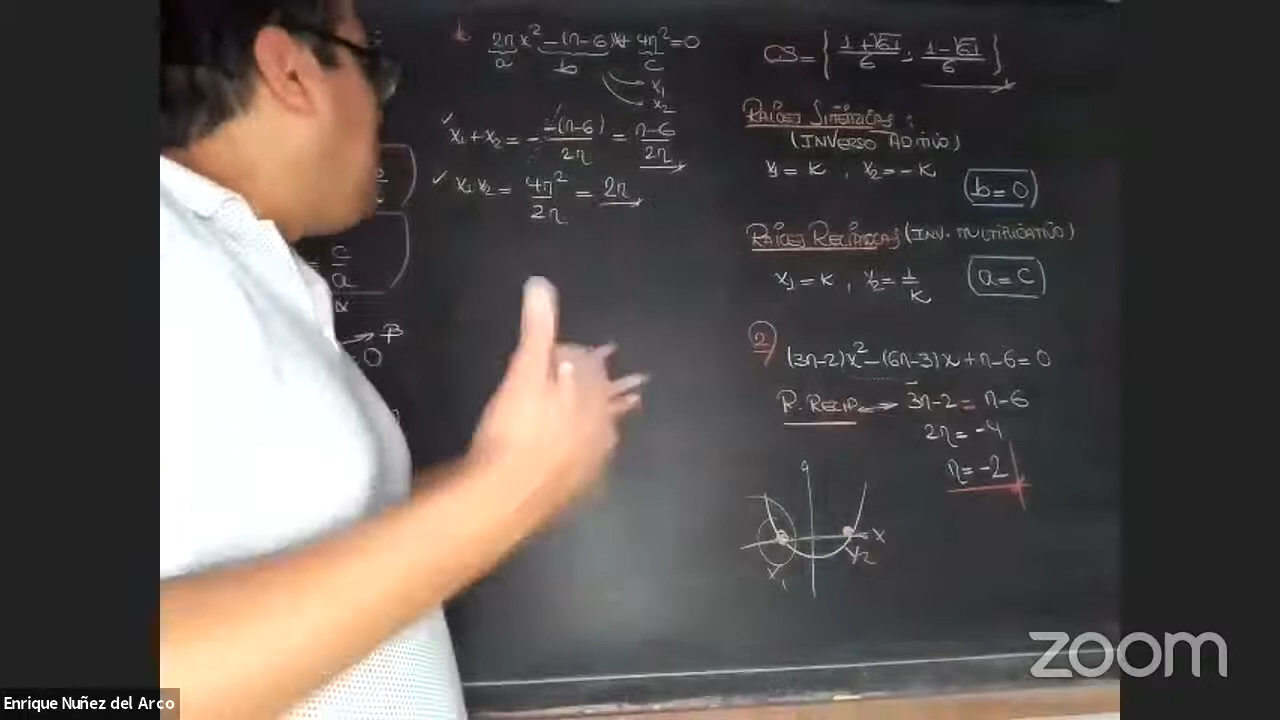 2n x² - (n-6)x + 4n² = 0
a b c
x₁
x₂
x₁ + x₂ = - -(n-6)/2n = n-6/2n
x₁ x₂ = 4n²/2n = 2n
c/a
β
0
CS = { 1+√61/6 ; 1-√61/6 }
RAÍCES SIMÉTRICAS :
(INVERSO ADITIVO)
x₁ = K , x₂ = -K
b = 0
RAÍCES RECÍPROCAS (INV. MULTIPLICATIVO)
x₁ = K , x₂ = 1/K
a = c
2
(3n-2)x² - (6n-3)x + n-6 = 0
R. RECIP → 3n-2 = n-6
2n = -4
n = -2
x
x₁
x₂
zoom
Enrique Nuñez del Arco